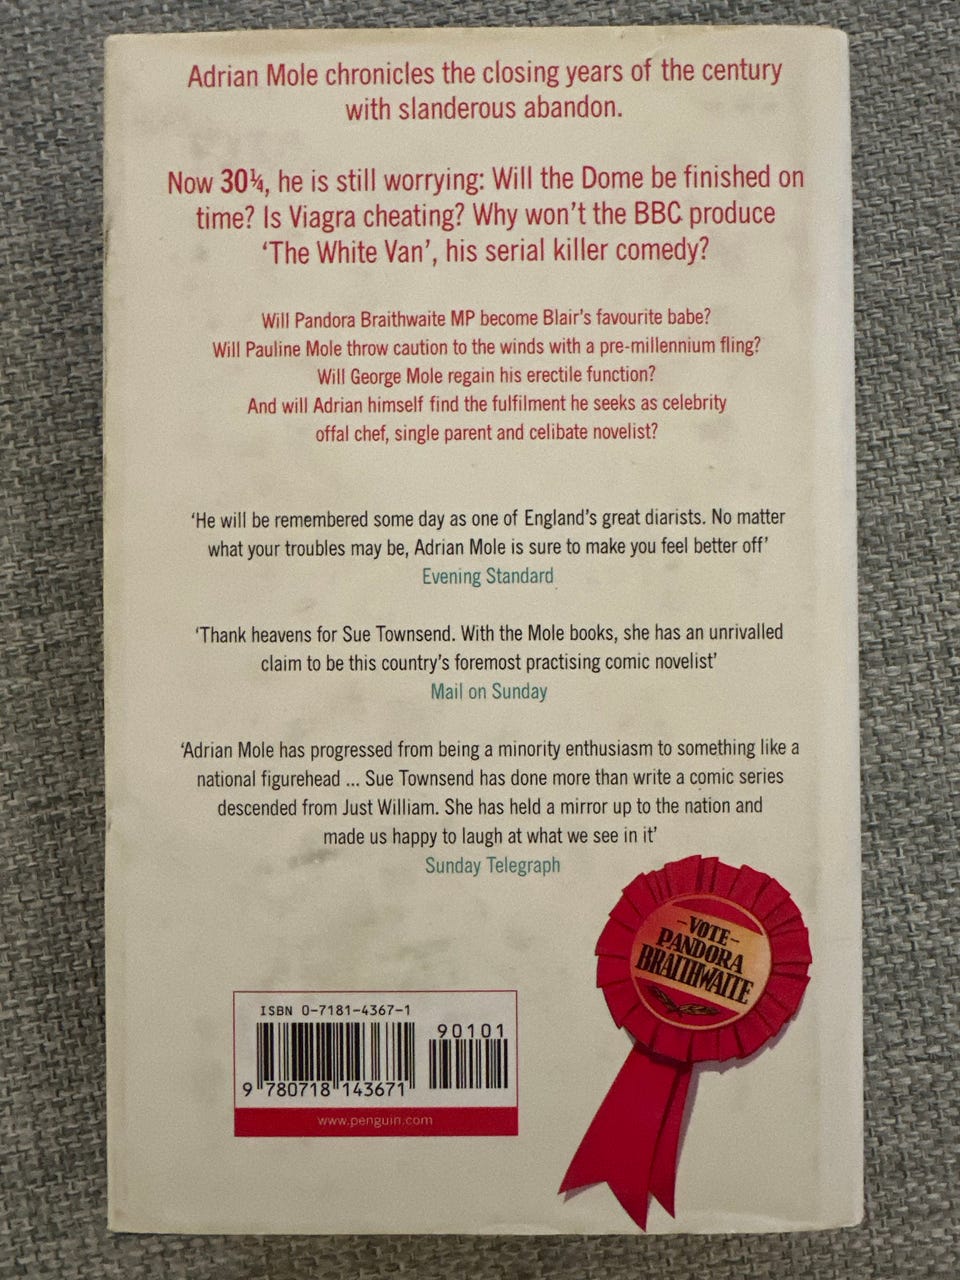 Adrian Mole chronicles the closing years of the century
with slanderous abandon.
Now 30¼, he is still worrying: Will the Dome be finished on
time? Is Viagra cheating? Why won't the BBC produce
'The White Van', his serial killer comedy?
Will Pandora Braithwaite MP become Blair's favourite babe?
Will Pauline Mole throw caution to the winds with a pre-millennium fling?
Will George Mole regain his erectile function?
And will Adrian himself find the fulfilment he seeks as celebrity
offal chef, single parent and celibate novelist?
'He will be remembered some day as one of England's great diarists. No matter
what your troubles may be, Adrian Mole is sure to make you feel better off'
Evening Standard
'Thank heavens for Sue Townsend. With the Mole books, she has an unrivalled
claim to be this country's foremost practising comic novelist'
Mail on Sunday
'Adrian Mole has progressed from being a minority enthusiasm to something like a
national figurehead ... Sue Townsend has done more than write a comic series
descended from Just William. She has held a mirror up to the nation and
made us happy to laugh at what we see in it'
Sunday Telegraph
–VOTE–
PANDORA
BRAITHWAITE
ISBN 0-7181-4367-1
90101
9 780718 143671
www.penguin.com